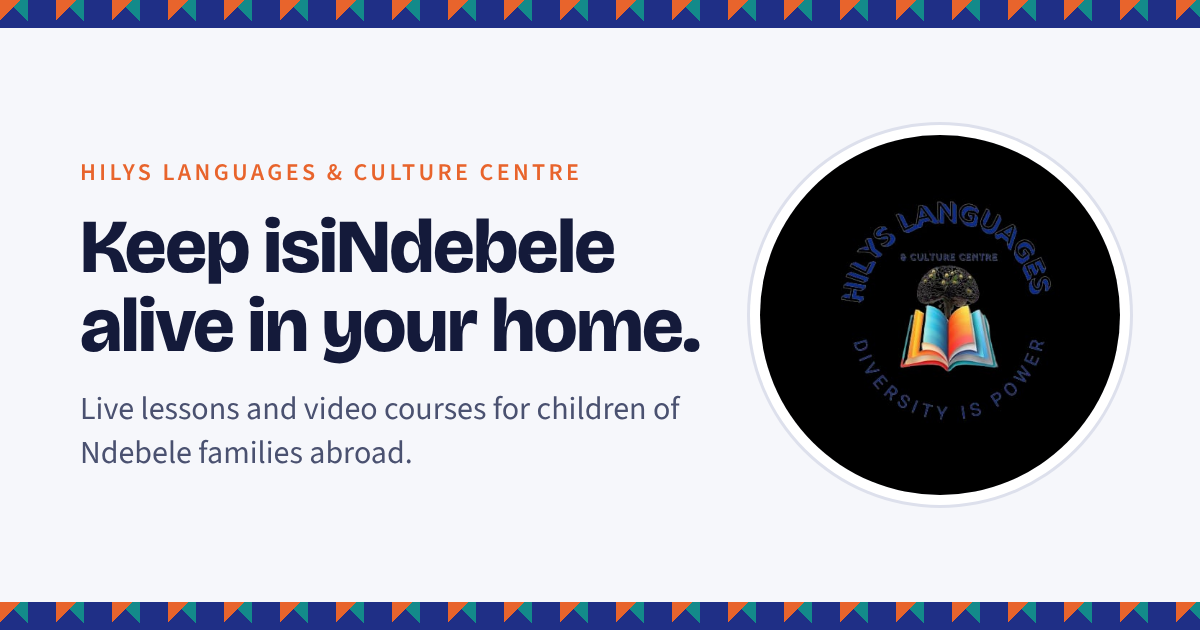 HILYS LANGUAGES & CULTURE CENTRE
Keep isiNdebele
alive in your home.
Live lessons and video courses for children of
Ndebele families abroad.
HILYS LANGUAGES
& CULTURE CENTRE
DIVERSITY IS POWER